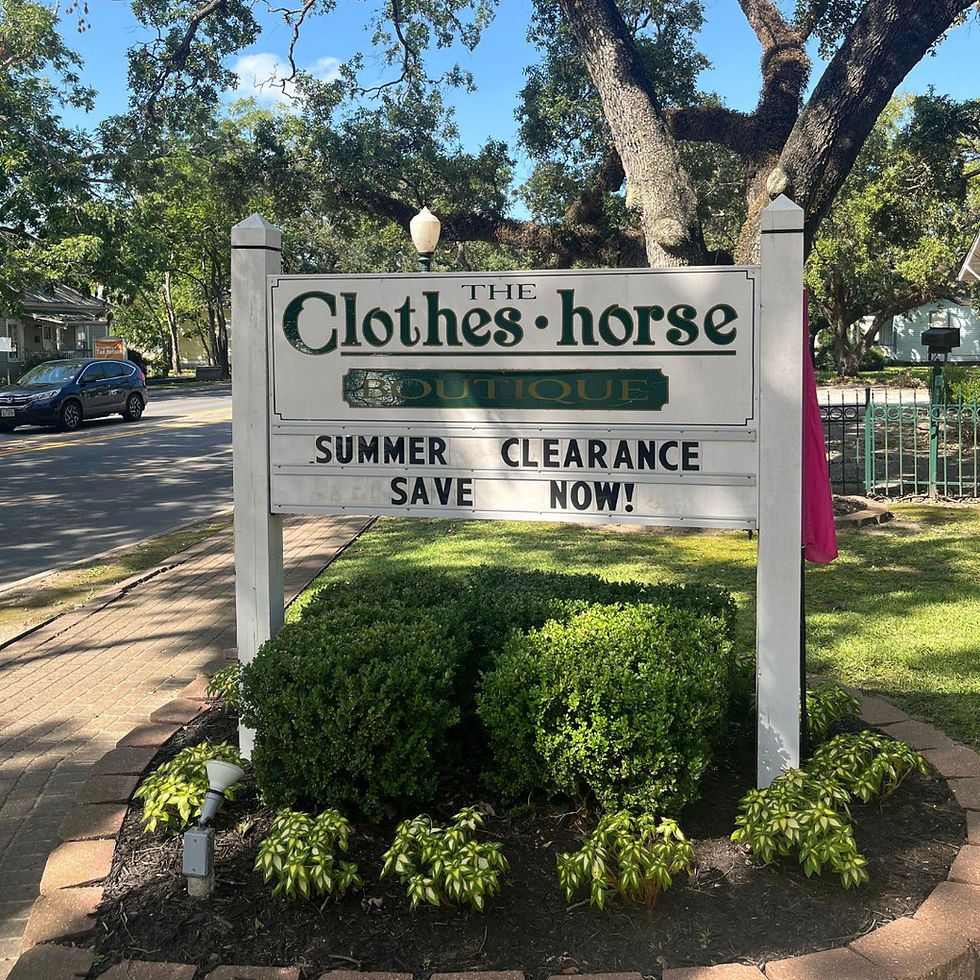 THE
Clothes·horse
BOUTIQUE
SUMMER CLEARANCE
SAVE NOW!